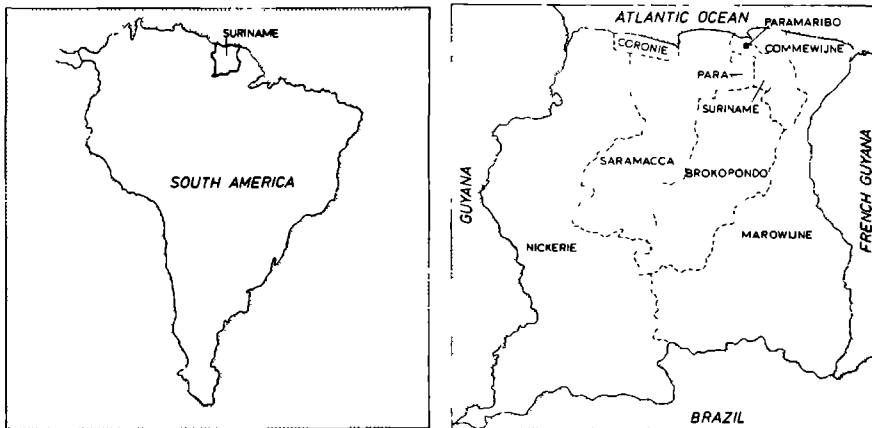 SURINAME
SOUTH AMERICA
ATLANTIC OCEAN
PARAMARIBO
CORONIE
COMMEWIJNE
PARA
SURINAME
SARAMACCA
BROKOPONDO
GUYANA
FRENCH GUYANA
NICKERIE
MAROWIJNE
BRAZIL